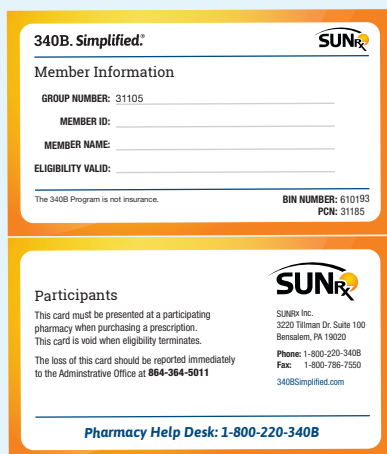 340B. Simplified.®
SUNRx
Member Information
GROUP NUMBER: 31105
MEMBER ID:
MEMBER NAME:
ELIGIBILITY VALID:
The 340B Program is not insurance.
BIN NUMBER: 610193
PCN: 31185
SUNRx
Participants
This card must be presented at a participating
pharmacy when purchasing a prescription.
This card is void when eligibility terminates.
The loss of this card should be reported immediately
to the Adminstrative Office at 864-364-5011
SUNRx Inc.
3220 Tillman Dr. Suite 100
Bensalem, PA 19020
Phone: 1-800-220-340B
Fax: 1-800-786-7550
340BSimplified.com
Pharmacy Help Desk: 1-800-220-340B